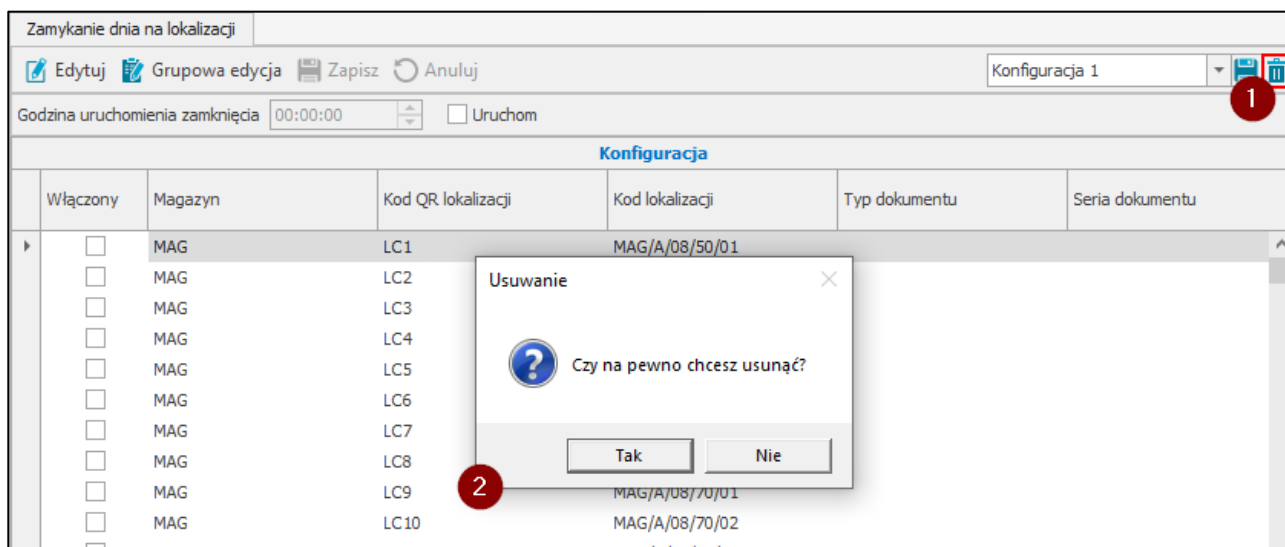 Zamykanie dnia na lokalizacji
Edytuj Grupowa edycja Zapisz Anuluj Konfiguracja 1
1
Godzina uruchomienia zamknięcia 00:00:00 Uruchom
Konfiguracja
Włączony Magazyn Kod QR lokalizacji Kod lokalizacji Typ dokumentu Seria dokumentu
MAG LC1 MAG/A/08/50/01
MAG LC2
MAG LC3
MAG LC4
MAG LC5
MAG LC6
MAG LC7
MAG LC8
MAG LC9 MAG/A/08/70/01
MAG LC10 MAG/A/08/70/02
Usuwanie
Czy na pewno chcesz usunąć?
Tak Nie
2